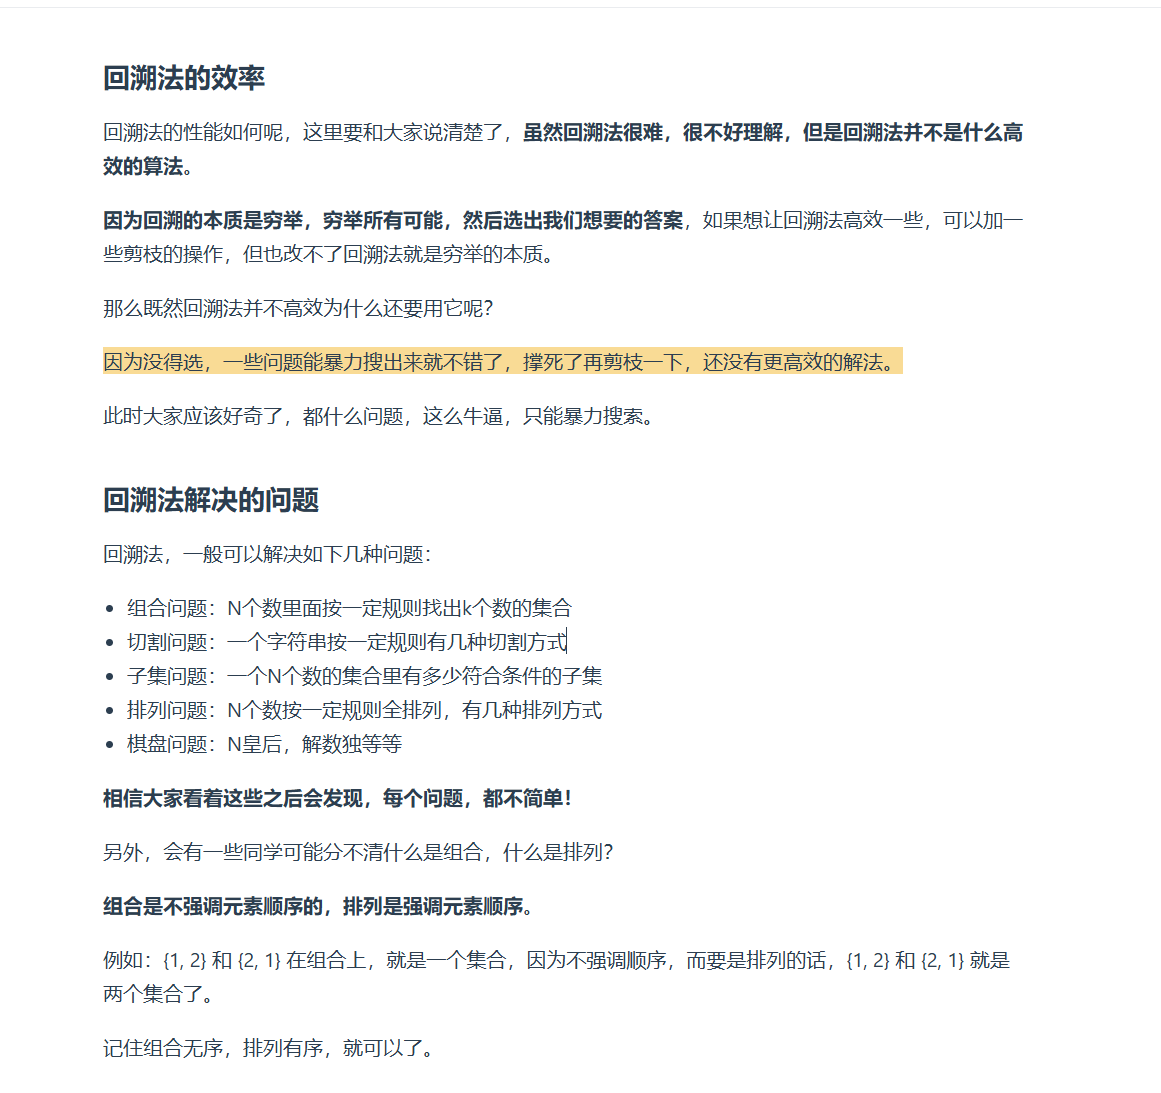 回溯法的效率
回溯法的性能如何呢，这里要和大家说清楚了，虽然回溯法很难，很不好理解，但是回溯法并不是什么高
效的算法。
因为回溯的本质是穷举，穷举所有可能，然后选出我们想要的答案，如果想让回溯法高效一些，可以加一
些剪枝的操作，但也改不了回溯法就是穷举的本质。
那么既然回溯法并不高效为什么还要用它呢？
因为没得选，一些问题能暴力搜出来就不错了，撑死了再剪枝一下，还没有更高效的解法。
此时大家应该好奇了，都什么问题，这么牛逼，只能暴力搜索。
回溯法解决的问题
回溯法，一般可以解决如下几种问题：
• 组合问题：N个数里面按一定规则找出k个数的集合
• 切割问题：一个字符串按一定规则有几种切割方式
• 子集问题：一个N个数的集合里有多少符合条件的子集
• 排列问题：N个数按一定规则全排列，有几种排列方式
• 棋盘问题：N皇后，解数独等等
相信大家看着这些之后会发现，每个问题，都不简单！
另外，会有一些同学可能分不清什么是组合，什么是排列？
组合是不强调元素顺序的，排列是强调元素顺序。
例如：{1, 2} 和 {2, 1} 在组合上，就是一个集合，因为不强调顺序，而要是排列的话，{1, 2} 和 {2, 1} 就是
两个集合了。
记住组合无序，排列有序，就可以了。